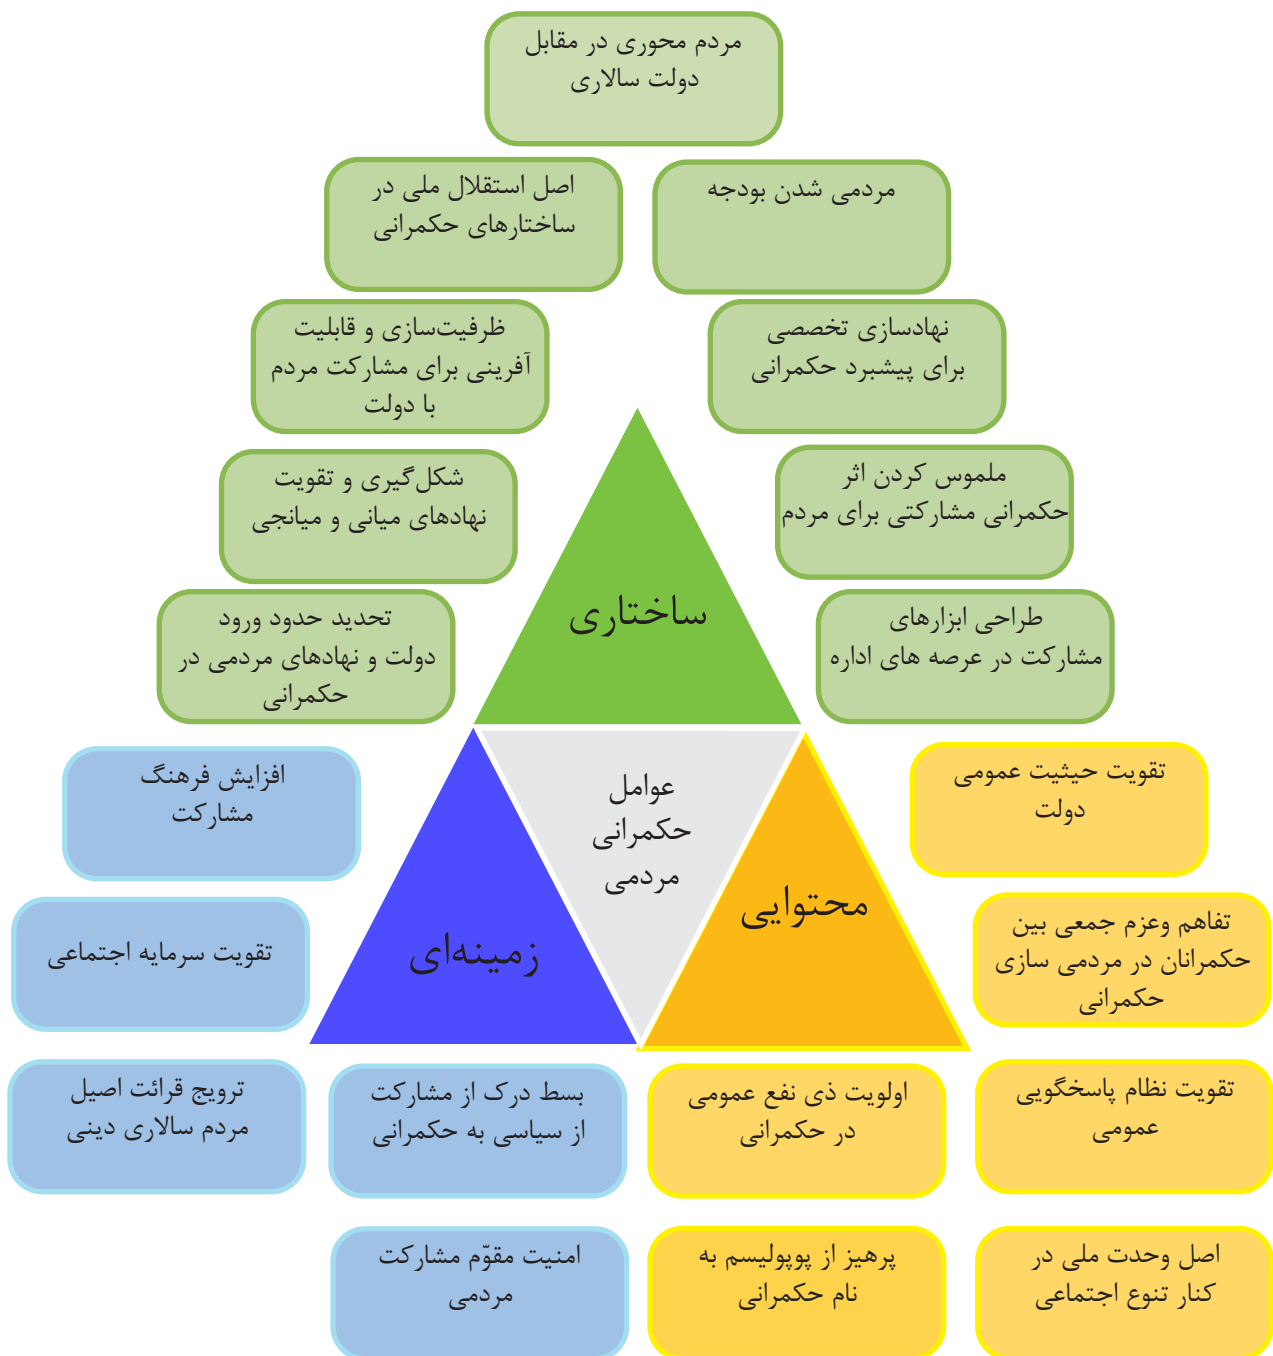 مردم محوری در مقابل
دولت سالاری
مردمی شدن بودجه
اصل استقلال ملی در
ساختارهای حکمرانی
نهادسازی تخصصی
برای پیشبرد حکمرانی
ظرفیت‌سازی و قابلیت
آفرینی برای مشارکت مردم
با دولت
ملموس کردن اثر
حکمرانی مشارکتی برای مردم
شکل‌گیری و تقویت
نهادهای میانی و میانجی
طراحی ابزارهای
مشارکت در عرصه های اداره
تحدید حدود ورود
دولت و نهادهای مردمی در
حکمرانی
ساختاری
عوامل
حکمرانی
مردمی
محتوایی
زمینه‌ای
تقویت حیثیت عمومی
دولت
افزایش فرهنگ
مشارکت
تفاهم وعزم جمعی بین
حکمرانان در مردمی سازی
حکمرانی
تقویت سرمایه اجتماعی
تقویت نظام پاسخگویی
عمومی
اولویت ذی نفع عمومی
در حکمرانی
بسط درک از مشارکت
از سیاسی به حکمرانی
ترویج قرائت اصیل
مردم سالاری دینی
اصل وحدت ملی در
کنار تنوع اجتماعی
پرهیز از پوپولیسم به
نام حکمرانی
امنیت مقوّم مشارکت
مردمی